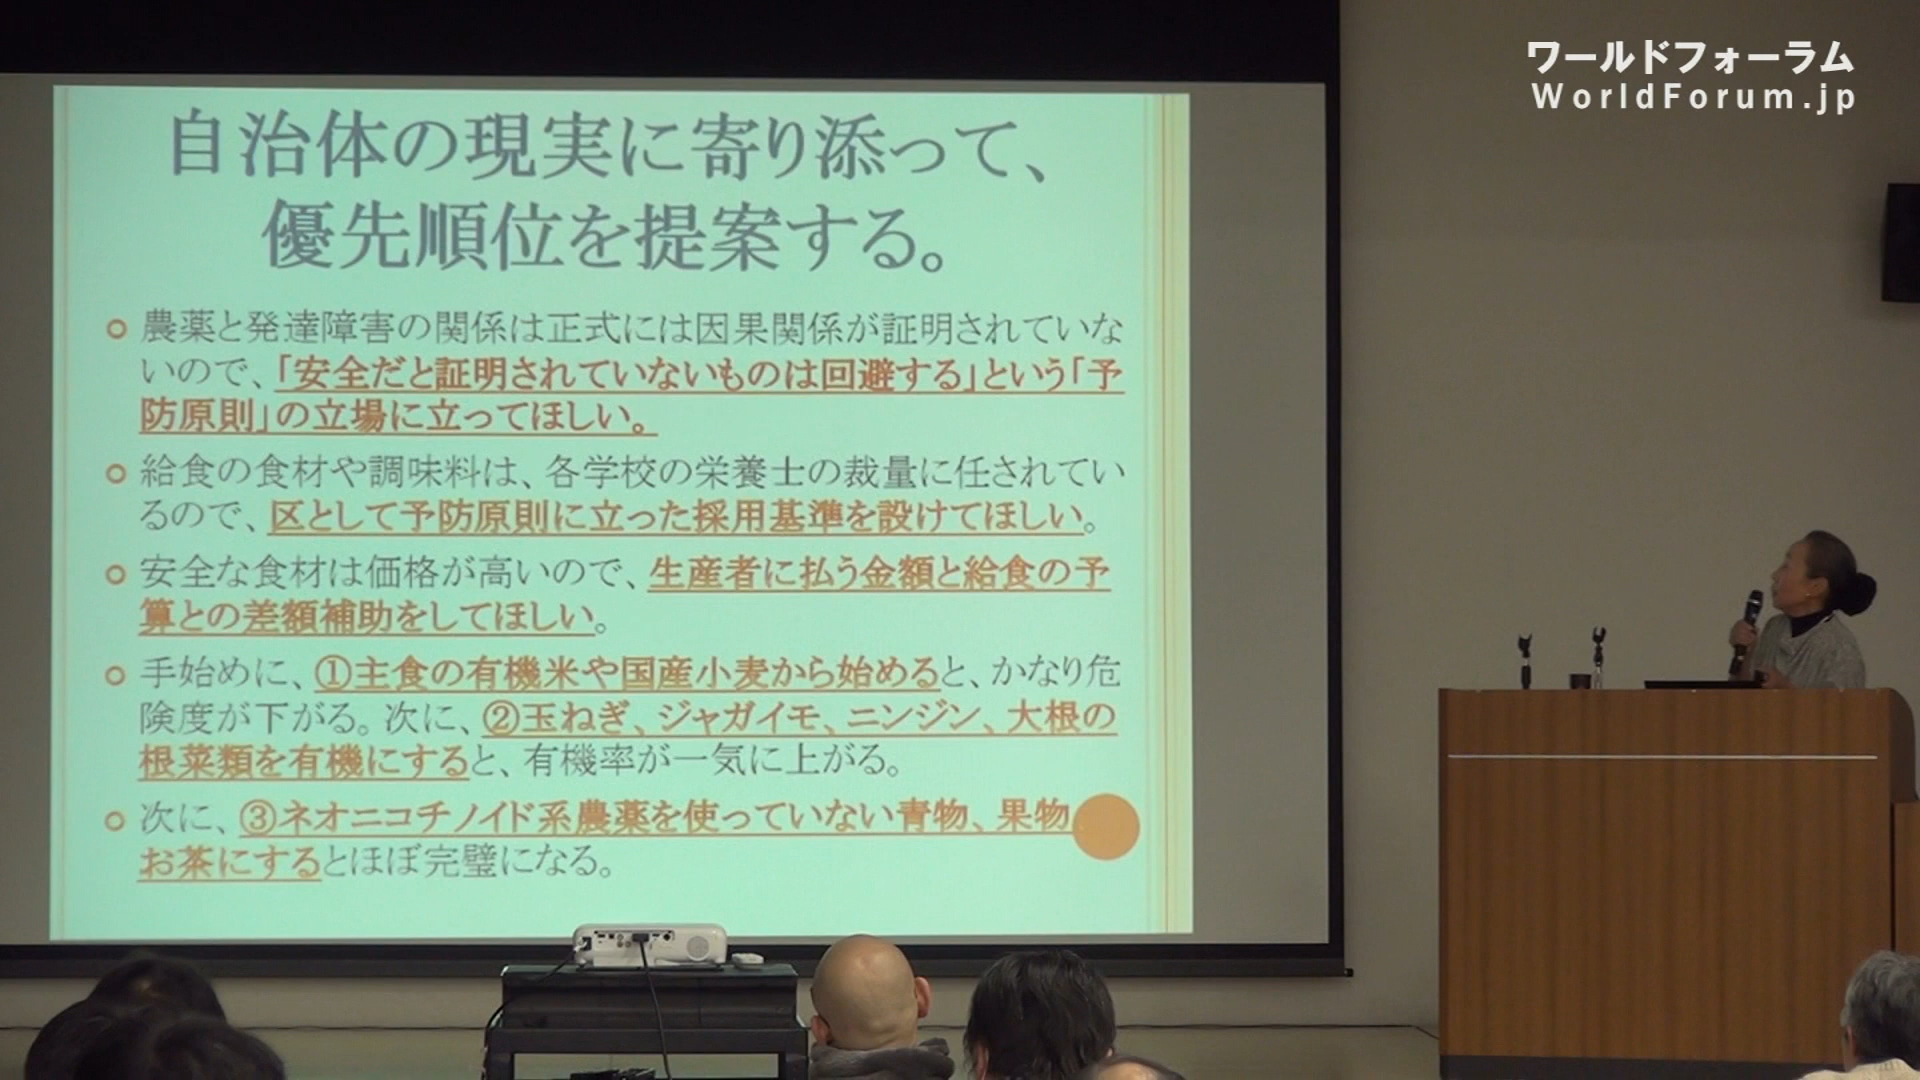 ワールドフォーラム
WorldForum.jp
自治体の現実に寄り添って、
優先順位を提案する。
農薬と発達障害の関係は正式には因果関係が証明されていな
いので、「安全だと証明されていないものは回避する」という「予
防原則」の立場に立ってほしい。
給食の食材や調味料は、各学校の栄養士の裁量に任されてい
るので、区として予防原則に立った採用基準を設けてほしい。
安全な食材は価格が高いので、生産者に払う金額と給食の予
算との差額補助をしてほしい。
手始めに、①主食の有機米や国産小麦から始めると、かなり危
険度が下がる。次に、②玉ねぎ、ジャガイモ、ニンジン、大根の
根菜類を有機にすると、有機率が一気に上がる。
次に、③ネオニコチノイド系農薬を使っていない青物、果物
お茶にするとほぼ完璧になる。